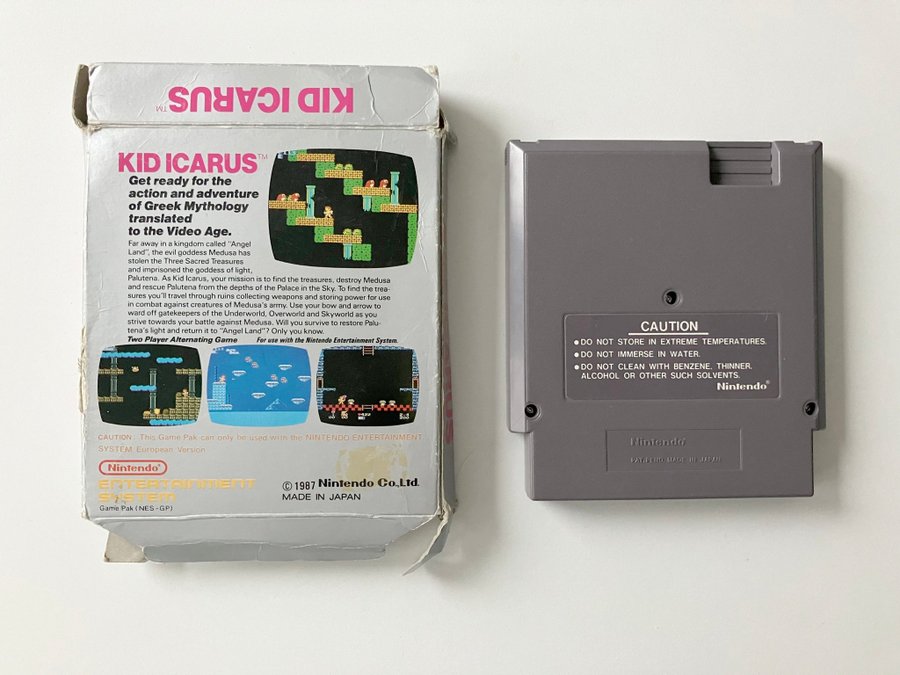 KID ICARUS™
KID ICARUS™
Get ready for the
action and adventure
of Greek Mythology
translated
to the Video Age.
Far away in a kingdom called "Angel
Land", the evil goddess Medusa has
stolen the Three Sacred Treasures
and imprisoned the goddess of light,
Palutena. As Kid Icarus, your mission is to find the treasures, destroy Medusa
and rescue Palutena from the depths of the Palace in the Sky. To find the trea-
sures you'll travel through ruins collecting weapons and storing power for use
in combat against creatures of Medusa's army. Use your bow and arrow to
ward off gatekeepers of the Underworld, Overworld and Skyworld as you
strive towards your battle against Medusa. Will you survive to restore Palu-
tena's light and return it to "Angel Land"? Only you know.
Two Player Alternating Game For use with the Nintendo Entertainment System.
CAUTION: This Game Pak can only be used with the NINTENDO ENTERTAINMENT
SYSTEM European Version
Nintendo®
ENTERTAINMENT
SYSTEM
Game Pak (NES-GP)
© 1987 Nintendo Co., Ltd.
MADE IN JAPAN
CAUTION
• DO NOT STORE IN EXTREME TEMPERATURES.
• DO NOT IMMERSE IN WATER.
• DO NOT CLEAN WITH BENZENE, THINNER,
ALCOHOL OR OTHER SUCH SOLVENTS.
Nintendo®
Nintendo®
PAT. PEND. MADE IN JAPAN